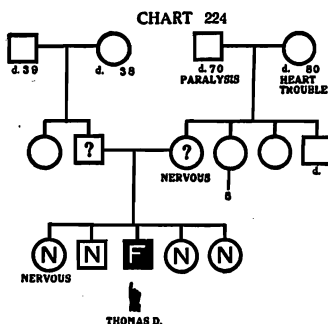 CHART 224
d. 39
d. 38
d. 70
PARALYSIS
d. 80
HEART
TROUBLE
?
?
NERVOUS
8
d.
N
N
F
N
N
NERVOUS
THOMAS D.